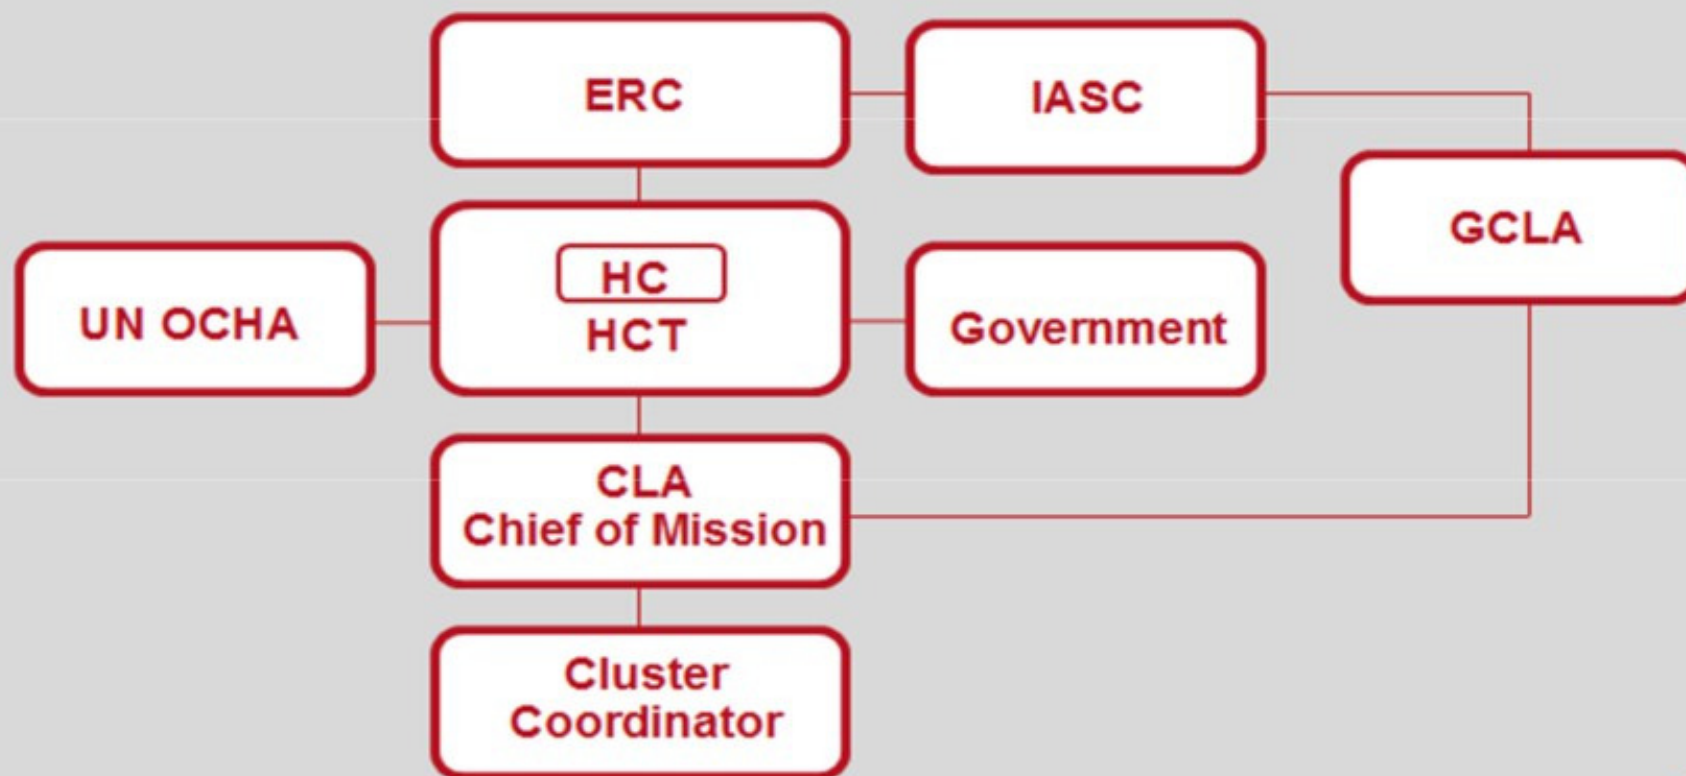 ERC
IASC
GCLA
UN OCHA
HC
HCT
Government
CLA
Chief of Mission
Cluster
Coordinator